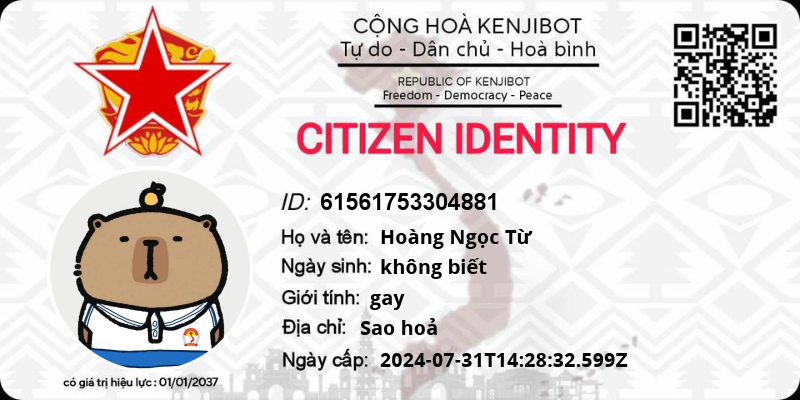 CỘNG HOÀ KENJIBOT
Tự do - Dân chủ - Hoà bình
REPUBLIC OF KENJIBOT
Freedom - Democracy - Peace
CITIZEN IDENTITY
ID: 61561753304881
Họ và tên: Hoàng Ngọc Từ
Ngày sinh: không biết
Giới tính: gay
Địa chỉ: Sao hoả
Ngày cấp: 2024-07-31T14:28:32.599Z
có giá trị hiệu lực : 01/01/2037